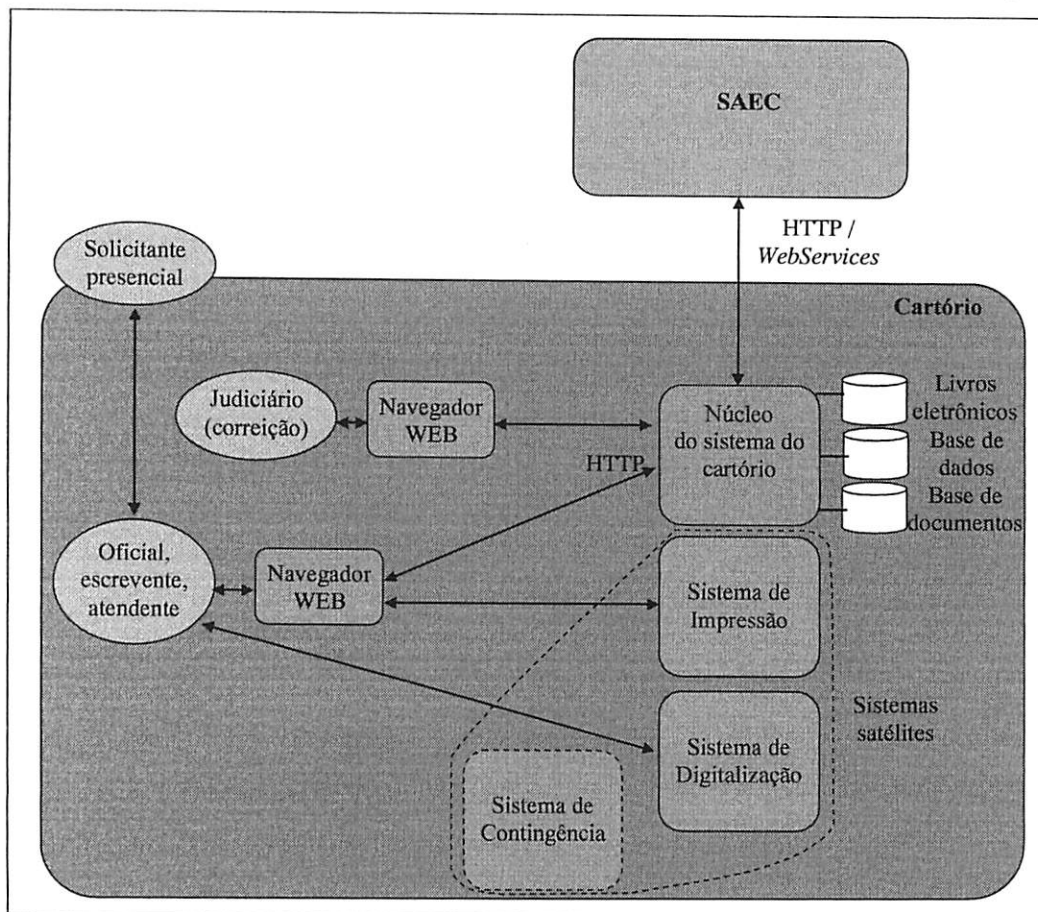 SAEC
HTTP /
WebServices
Solicitante
presencial
Cartório
Judiciário
(correição)
Navegador
WEB
Núcleo
do sistema do
cartório
Livros
eletrônicos
Base de
dados
Base de
documentos
HTTP
Oficial,
escrevente,
atendente
Navegador
WEB
Sistema de
Impressão
Sistemas
satélites
Sistema de
Digitalização
Sistema de
Contingência